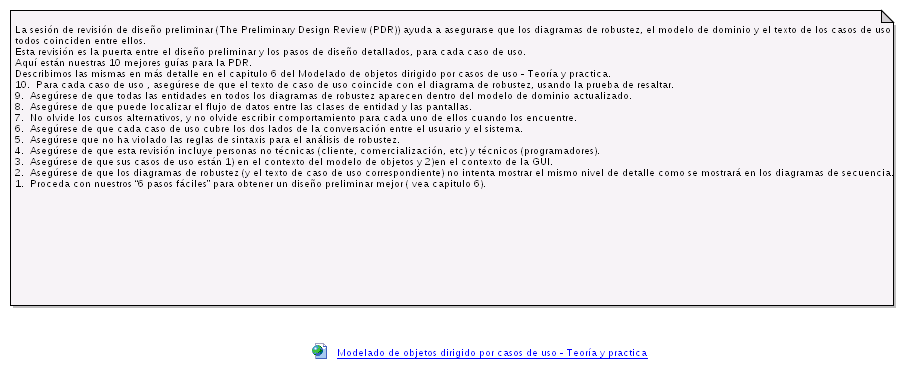 La sesión de revisión de diseño preliminar (The Preliminary Design Review (PDR)) ayuda a asegurarse que los diagramas de robustez, el modelo de dominio y el texto de los casos de uso
todos coinciden entre ellos.
Esta revisión es la puerta entre el diseño preliminar y los pasos de diseño detallados, para cada caso de uso.
Aquí están nuestras 10 mejores guías para la PDR.
Describimos las mismas en más detalle en el capitulo 6 del Modelado de objetos dirigido por casos de uso - Teoría y practica.
10.  Para cada caso de uso , asegúrese de que el texto de caso de uso coincide con el diagrama de robustez, usando la prueba de resaltar.
9.  Asegúrese de que todas las entidades en todos los diagramas de robustez aparecen dentro del modelo de dominio actualizado.
8.  Asegúrese de que puede localizar el flujo de datos entre las clases de entidad y las pantallas.
7.  No olvide los cursos alternativos, y no olvide escribir comportamiento para cada uno de ellos cuando los encuentre.
6.  Asegúrese de que cada caso de uso cubre los dos lados de la conversación entre el usuario y el sistema.
5.  Asegúrese que no ha violado las reglas de sintaxis para el análisis de robustez.
4.  Asegúrese de que esta revisión incluye personas no técnicas (cliente, comercialización, etc) y técnicos (programadores).
3.  Asegúrese de que sus casos de uso están 1) en el contexto del modelo de objetos y 2)en el contexto de la GUI.
2.  Asegúrese de que los diagramas de robustez (y el texto de caso de uso correspondiente) no intenta mostrar el mismo nivel de detalle como se mostrará en los diagramas de secuencia.
1.  Proceda con nuestros "6 pasos fáciles" para obtener un diseño preliminar mejor ( vea capitulo 6).
Modelado de objetos dirigido por casos de uso - Teoría y practica